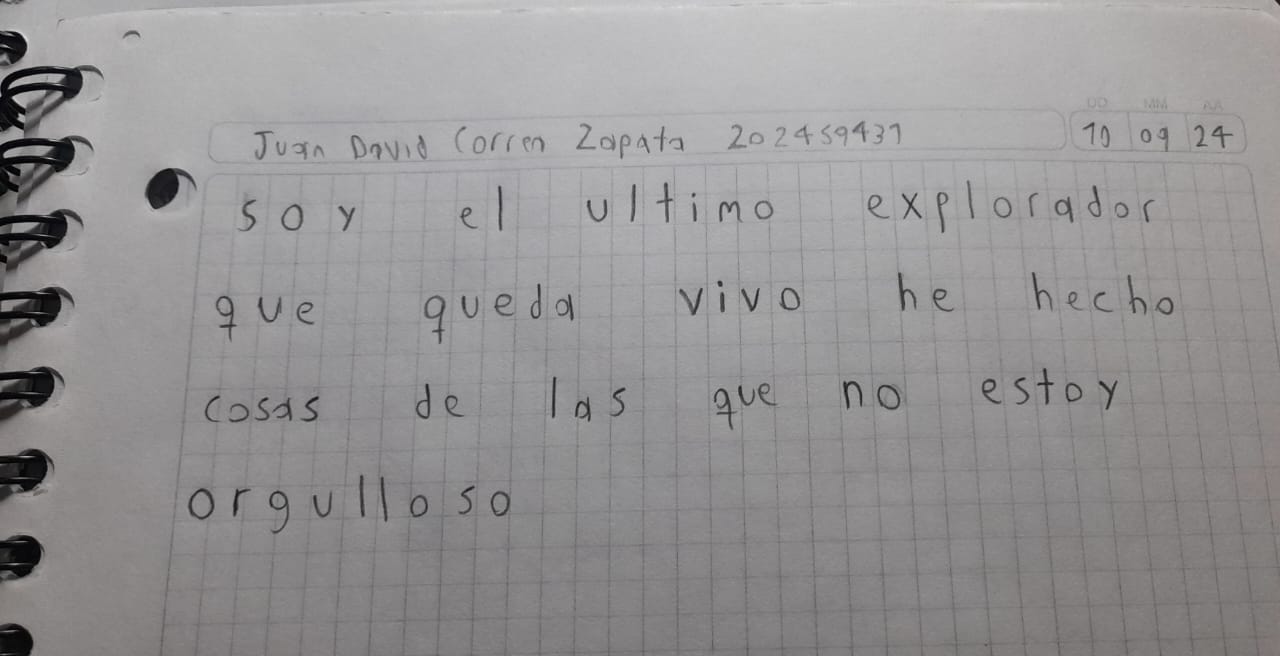 DD MM AA
Juan David Correa Zapata 202459431 10 09 24
soy el ultimo explorador
que queda vivo he hecho
cosas de las que no estoy
orgulloso